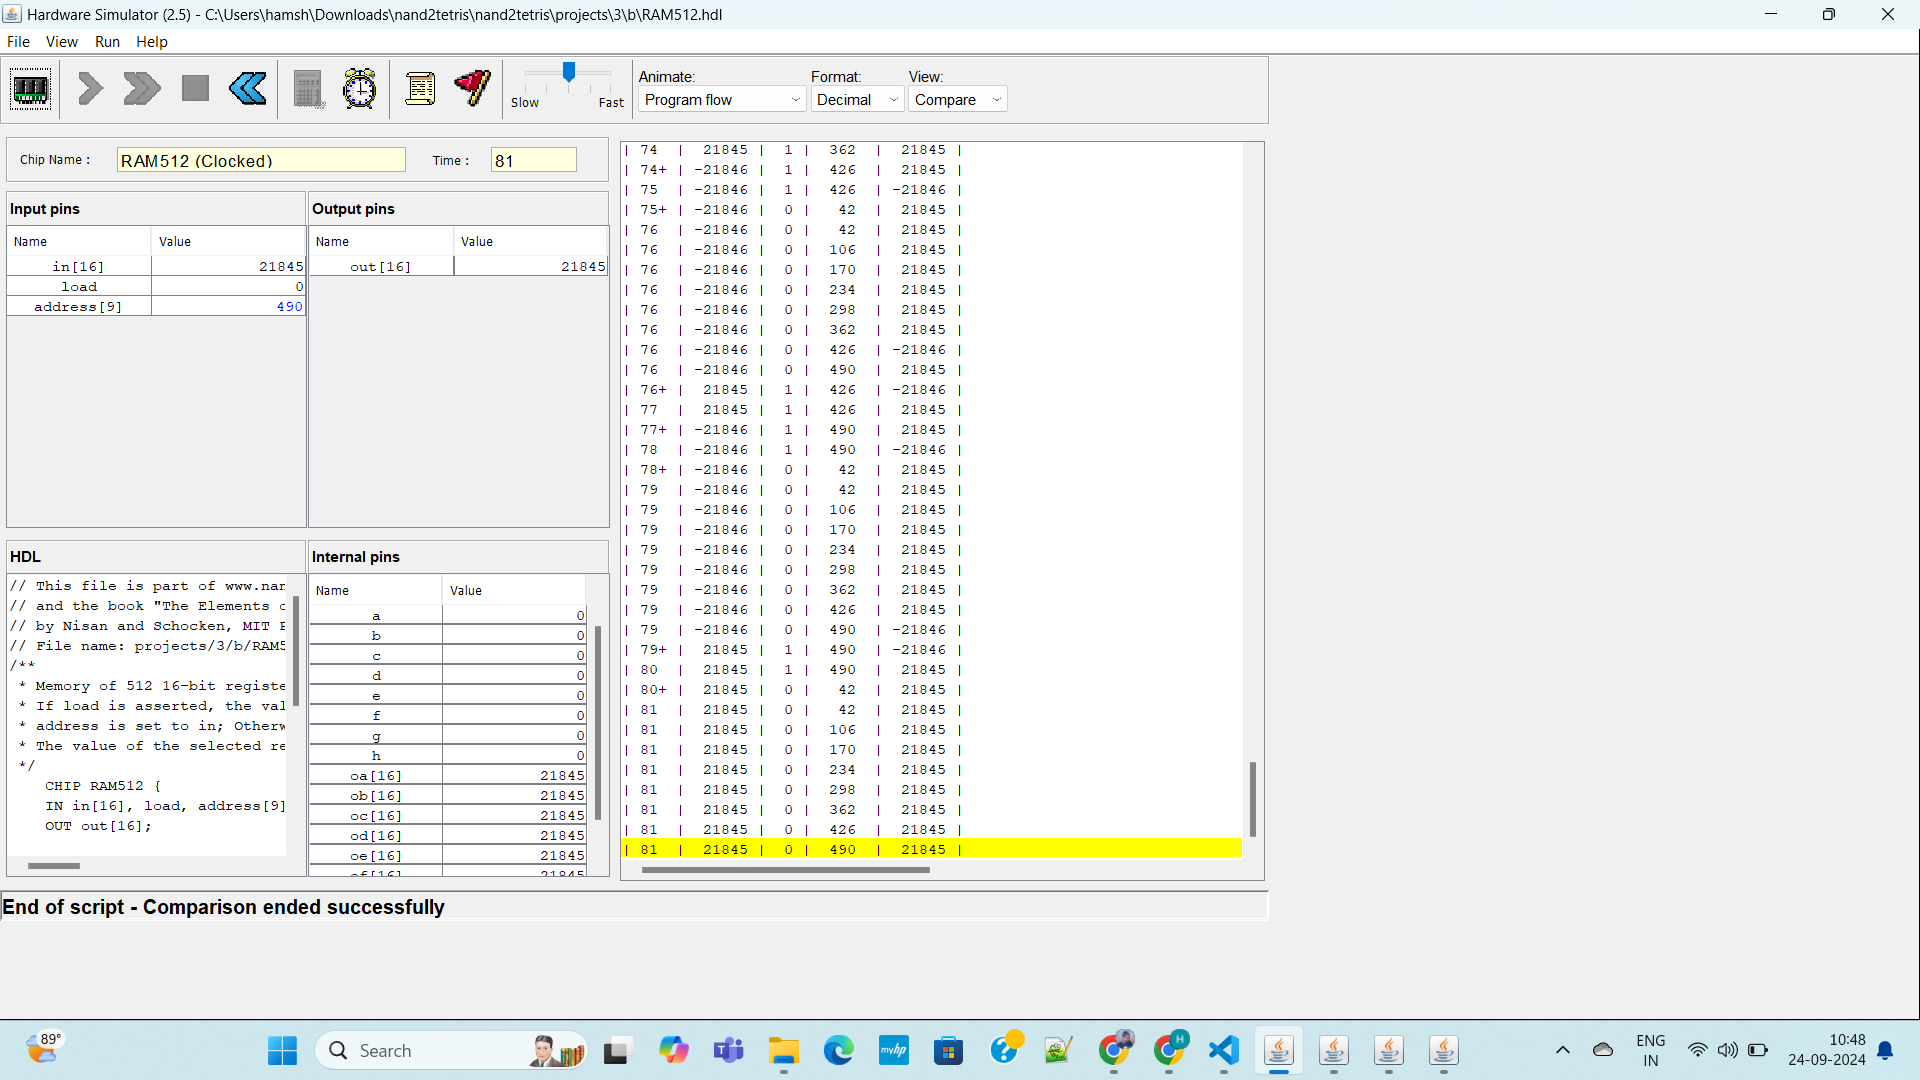 Hardware Simulator (2.5) - C:\Users\hamsh\Downloads\nand2tetris\nand2tetris\projects\3\b\RAM512.hdl
File View Run Help
Slow Fast
Animate: Format: View:
Program flow Decimal Compare
Chip Name : RAM512 (Clocked) Time : 81
Input pins
Name Value
in[16] 21845
load 0
address[9] 490
Output pins
Name Value
out[16] 21845
HDL
// This file is part of www.nan
// and the book "The Elements
// by Nisan and Schocken, MIT
// File name: projects/3/b/RAM5
/**
* Memory of 512 16-bit registe
* If load is asserted, the val
* address is set to in; Otherw
* The value of the selected re
*/
CHIP RAM512 {
IN in[16], load, address[9]
OUT out[16];
Internal pins
Name Value
a 0
b 0
c 0
d 0
e 0
f 0
g 0
h 0
oa[16] 21845
ob[16] 21845
oc[16] 21845
od[16] 21845
oe[16] 21845
of[16] 21845
| 74 | 21845 | 1 | 362 | 21845 |
| 74+ | -21846 | 1 | 426 | 21845 |
| 75 | -21846 | 1 | 426 | -21846 |
| 75+ | -21846 | 0 | 42 | 21845 |
| 76 | -21846 | 0 | 42 | 21845 |
| 76 | -21846 | 0 | 106 | 21845 |
| 76 | -21846 | 0 | 170 | 21845 |
| 76 | -21846 | 0 | 234 | 21845 |
| 76 | -21846 | 0 | 298 | 21845 |
| 76 | -21846 | 0 | 362 | 21845 |
| 76 | -21846 | 0 | 426 | -21846 |
| 76 | -21846 | 0 | 490 | 21845 |
| 76+ | 21845 | 1 | 426 | -21846 |
| 77 | 21845 | 1 | 426 | 21845 |
| 77+ | -21846 | 1 | 490 | 21845 |
| 78 | -21846 | 1 | 490 | -21846 |
| 78+ | -21846 | 0 | 42 | 21845 |
| 79 | -21846 | 0 | 42 | 21845 |
| 79 | -21846 | 0 | 106 | 21845 |
| 79 | -21846 | 0 | 170 | 21845 |
| 79 | -21846 | 0 | 234 | 21845 |
| 79 | -21846 | 0 | 298 | 21845 |
| 79 | -21846 | 0 | 362 | 21845 |
| 79 | -21846 | 0 | 426 | 21845 |
| 79 | -21846 | 0 | 490 | -21846 |
| 79+ | 21845 | 1 | 490 | -21846 |
| 80 | 21845 | 1 | 490 | 21845 |
| 80+ | 21845 | 0 | 42 | 21845 |
| 81 | 21845 | 0 | 42 | 21845 |
| 81 | 21845 | 0 | 106 | 21845 |
| 81 | 21845 | 0 | 170 | 21845 |
| 81 | 21845 | 0 | 234 | 21845 |
| 81 | 21845 | 0 | 298 | 21845 |
| 81 | 21845 | 0 | 362 | 21845 |
| 81 | 21845 | 0 | 426 | 21845 |
| 81 | 21845 | 0 | 490 | 21845 |
End of script - Comparison ended successfully
89°
Search
myhp
H
ENG
IN
10:48
24-09-2024